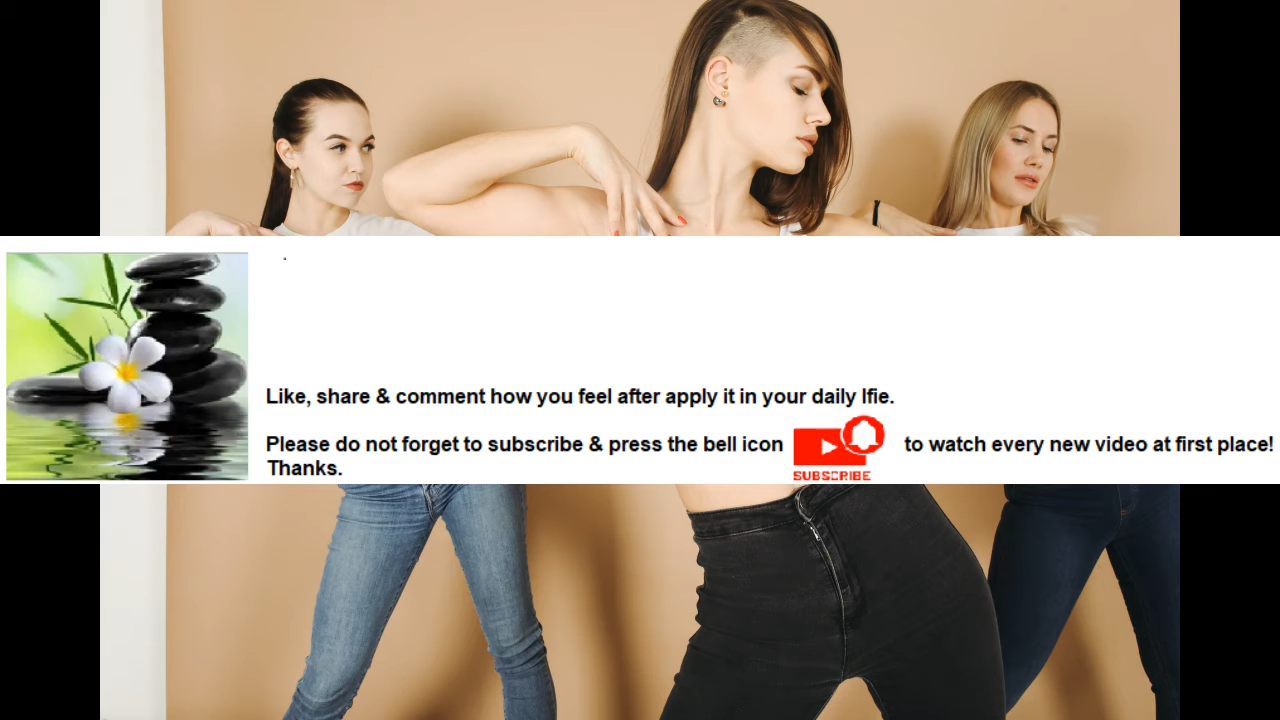 Like, share & comment how you feel after apply it in your daily lfie.
Please do not forget to subscribe & press the bell icon SUBSCRIBE to watch every new video at first place!
Thanks.